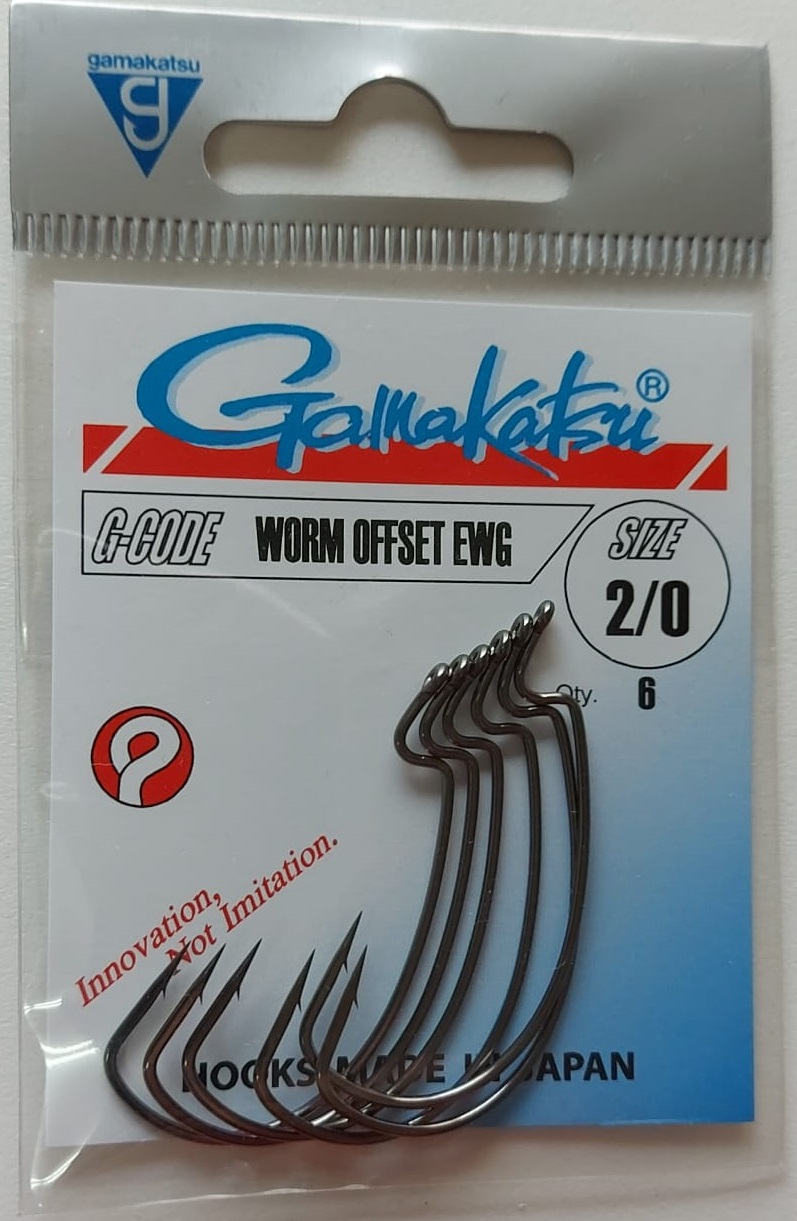 gamakatsu
g
Gamakatsu®
G-CODE WORM OFFSET EWG
SIZE
2/0
Qty. 6
Innovation,
Not Imitation.
HOOKS MADE IN JAPAN